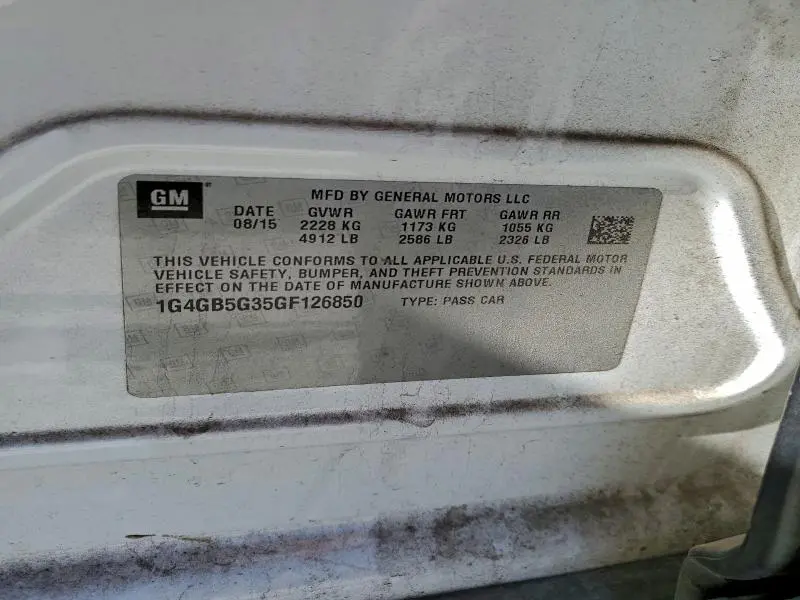 GM
MFD BY GENERAL MOTORS LLC
DATE GVWR GAWR FRT GAWR RR
08/15 2228 KG 1173 KG 1055 KG
4912 LB 2586 LB 2326 LB
THIS VEHICLE CONFORMS TO ALL APPLICABLE U.S. FEDERAL MOTOR
VEHICLE SAFETY, BUMPER, AND THEFT PREVENTION STANDARDS IN
EFFECT ON THE DATE OF MANUFACTURE SHOWN ABOVE.
1G4GB5G35GF126850 TYPE: PASS CAR